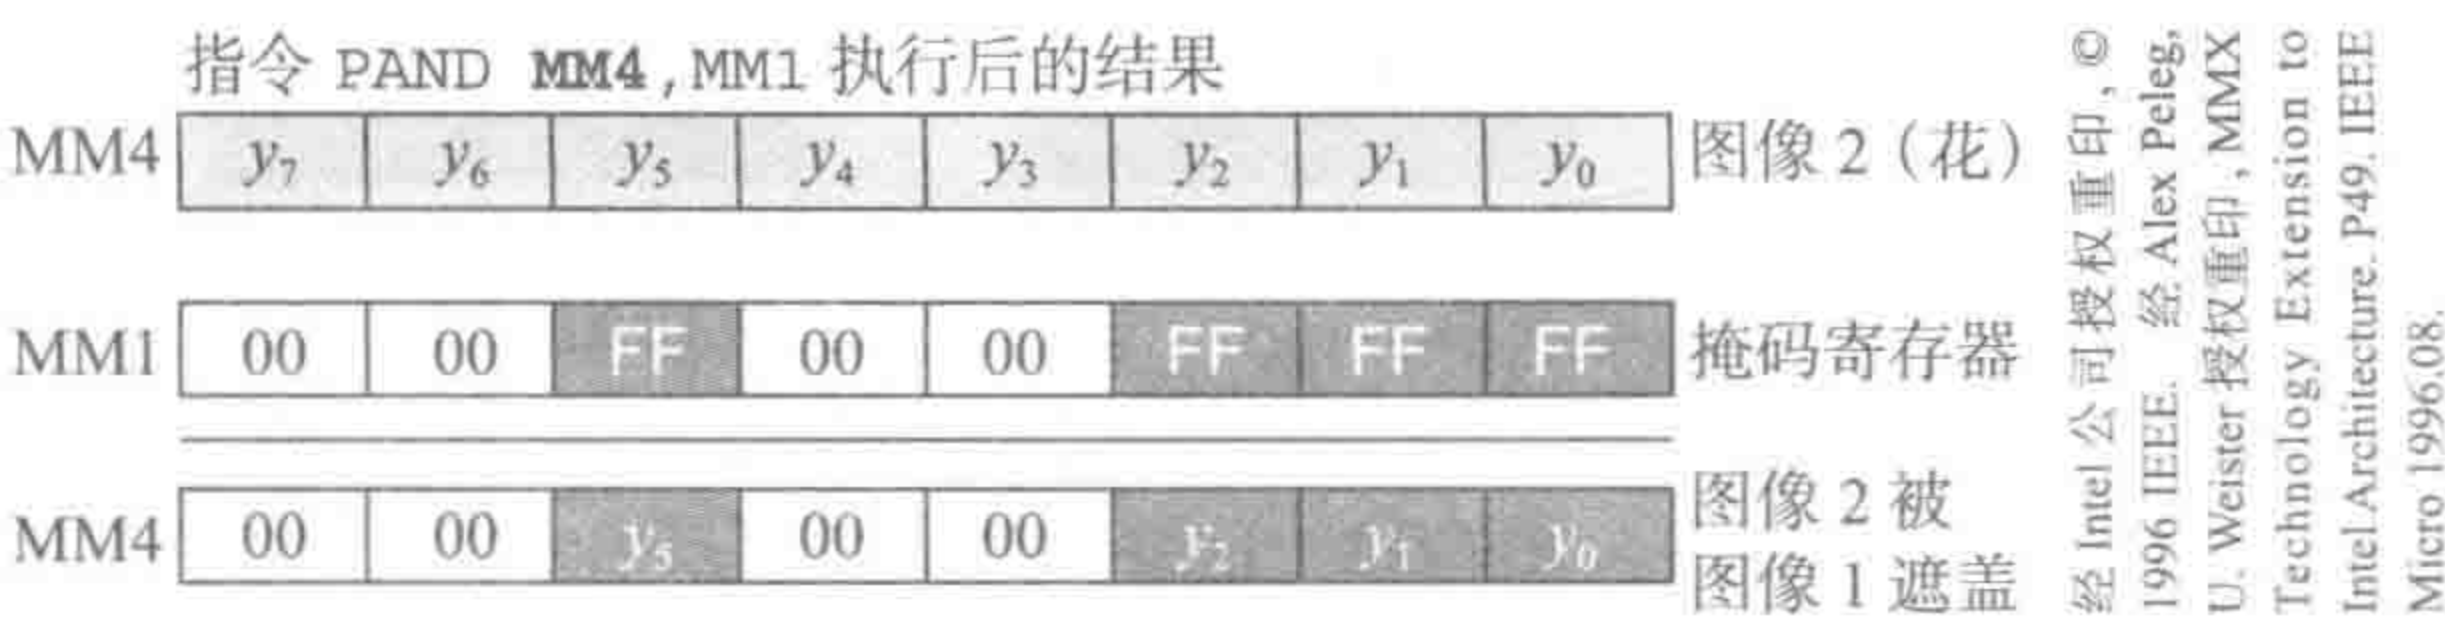 指令 PAND MM4,MM1 执行后的结果
MM4 y7 y6 y5 y4 y3 y2 y1 y0 图像 2（花）
MM1 00 00 FF 00 00 FF FF FF 掩码寄存器
MM4 00 00 y5 00 00 y2 y1 y0 图像 2 被
图像 1 遮盖
经 Intel 公司授权重印, ©
1996 IEEE. 经 Alex Peleg,
U. Weister 授权重印, MMX
Technology Extension to
Intel Architecture. P49. IEEE
Micro 1996.08.